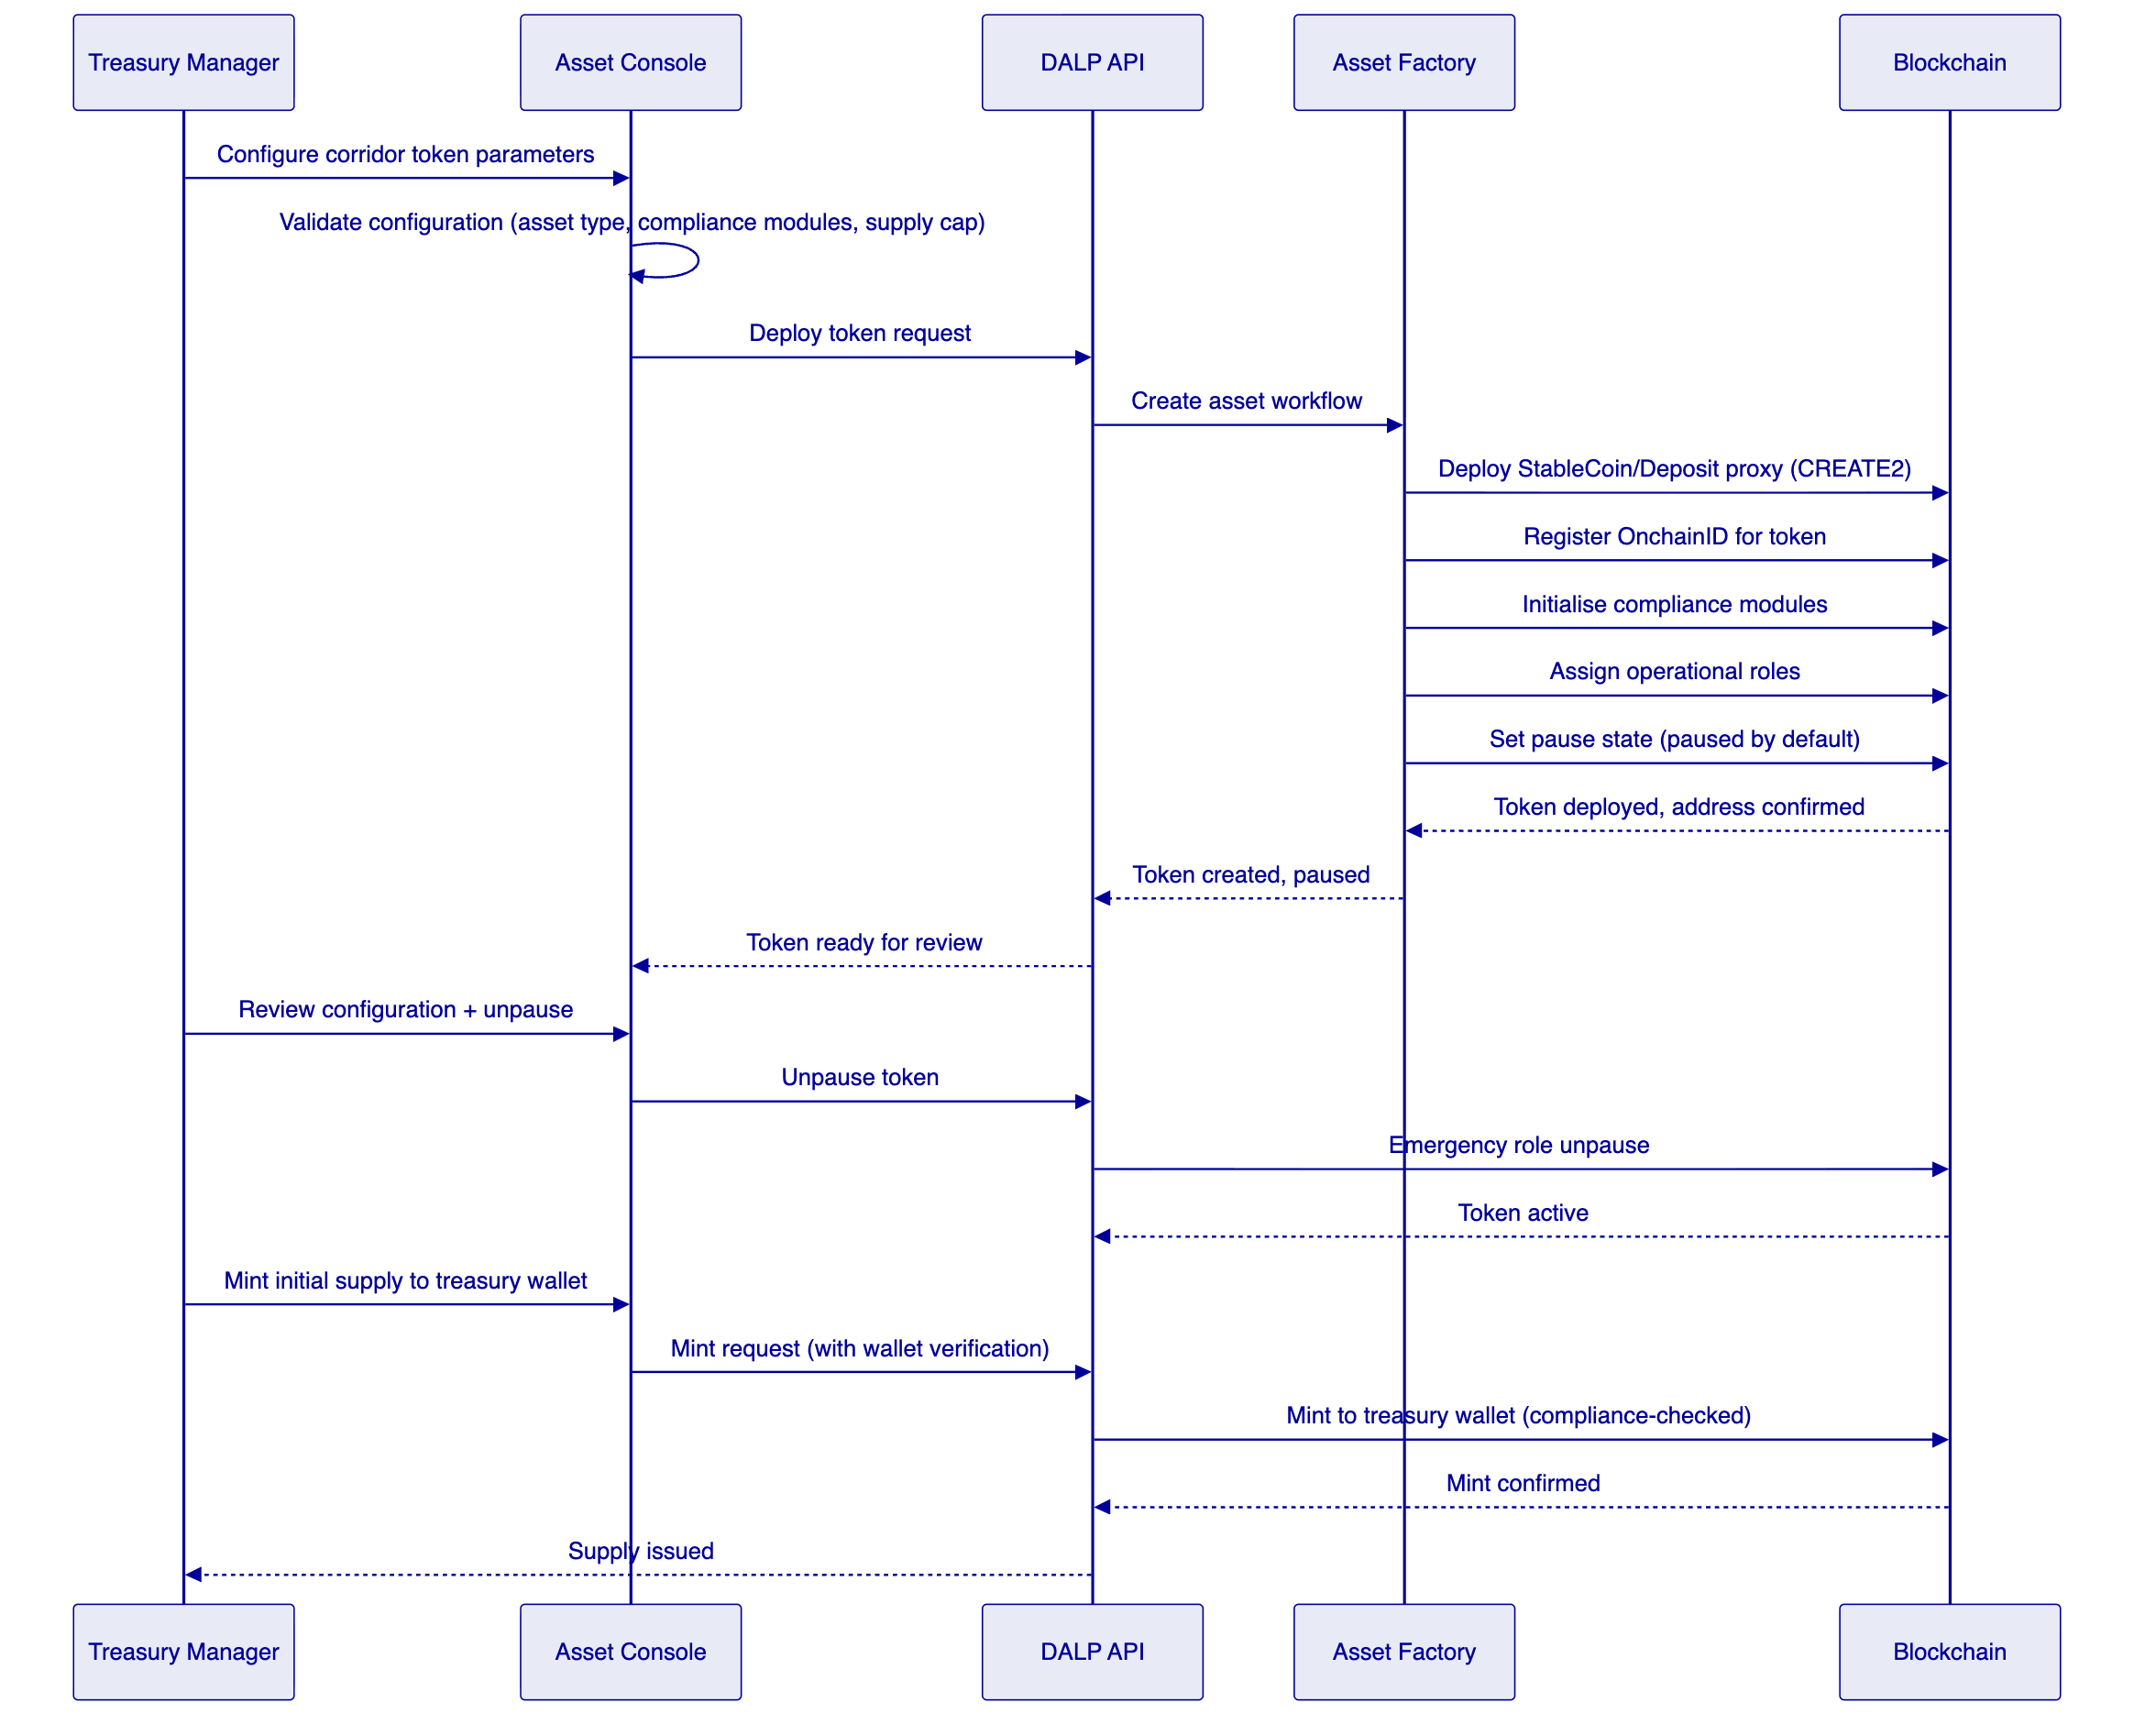 Treasury Manager
Asset Console
DALP API
Asset Factory
Blockchain
Configure corridor token parameters
Validate configuration (asset type, compliance modules, supply cap)
Deploy token request
Create asset workflow
Deploy StableCoin/Deposit proxy (CREATE2)
Register OnchainID for token
Initialise compliance modules
Assign operational roles
Set pause state (paused by default)
Token deployed, address confirmed
Token created, paused
Token ready for review
Review configuration + unpause
Unpause token
Emergency role unpause
Token active
Mint initial supply to treasury wallet
Mint request (with wallet verification)
Mint to treasury wallet (compliance-checked)
Mint confirmed
Supply issued
Treasury Manager
Asset Console
DALP API
Asset Factory
Blockchain